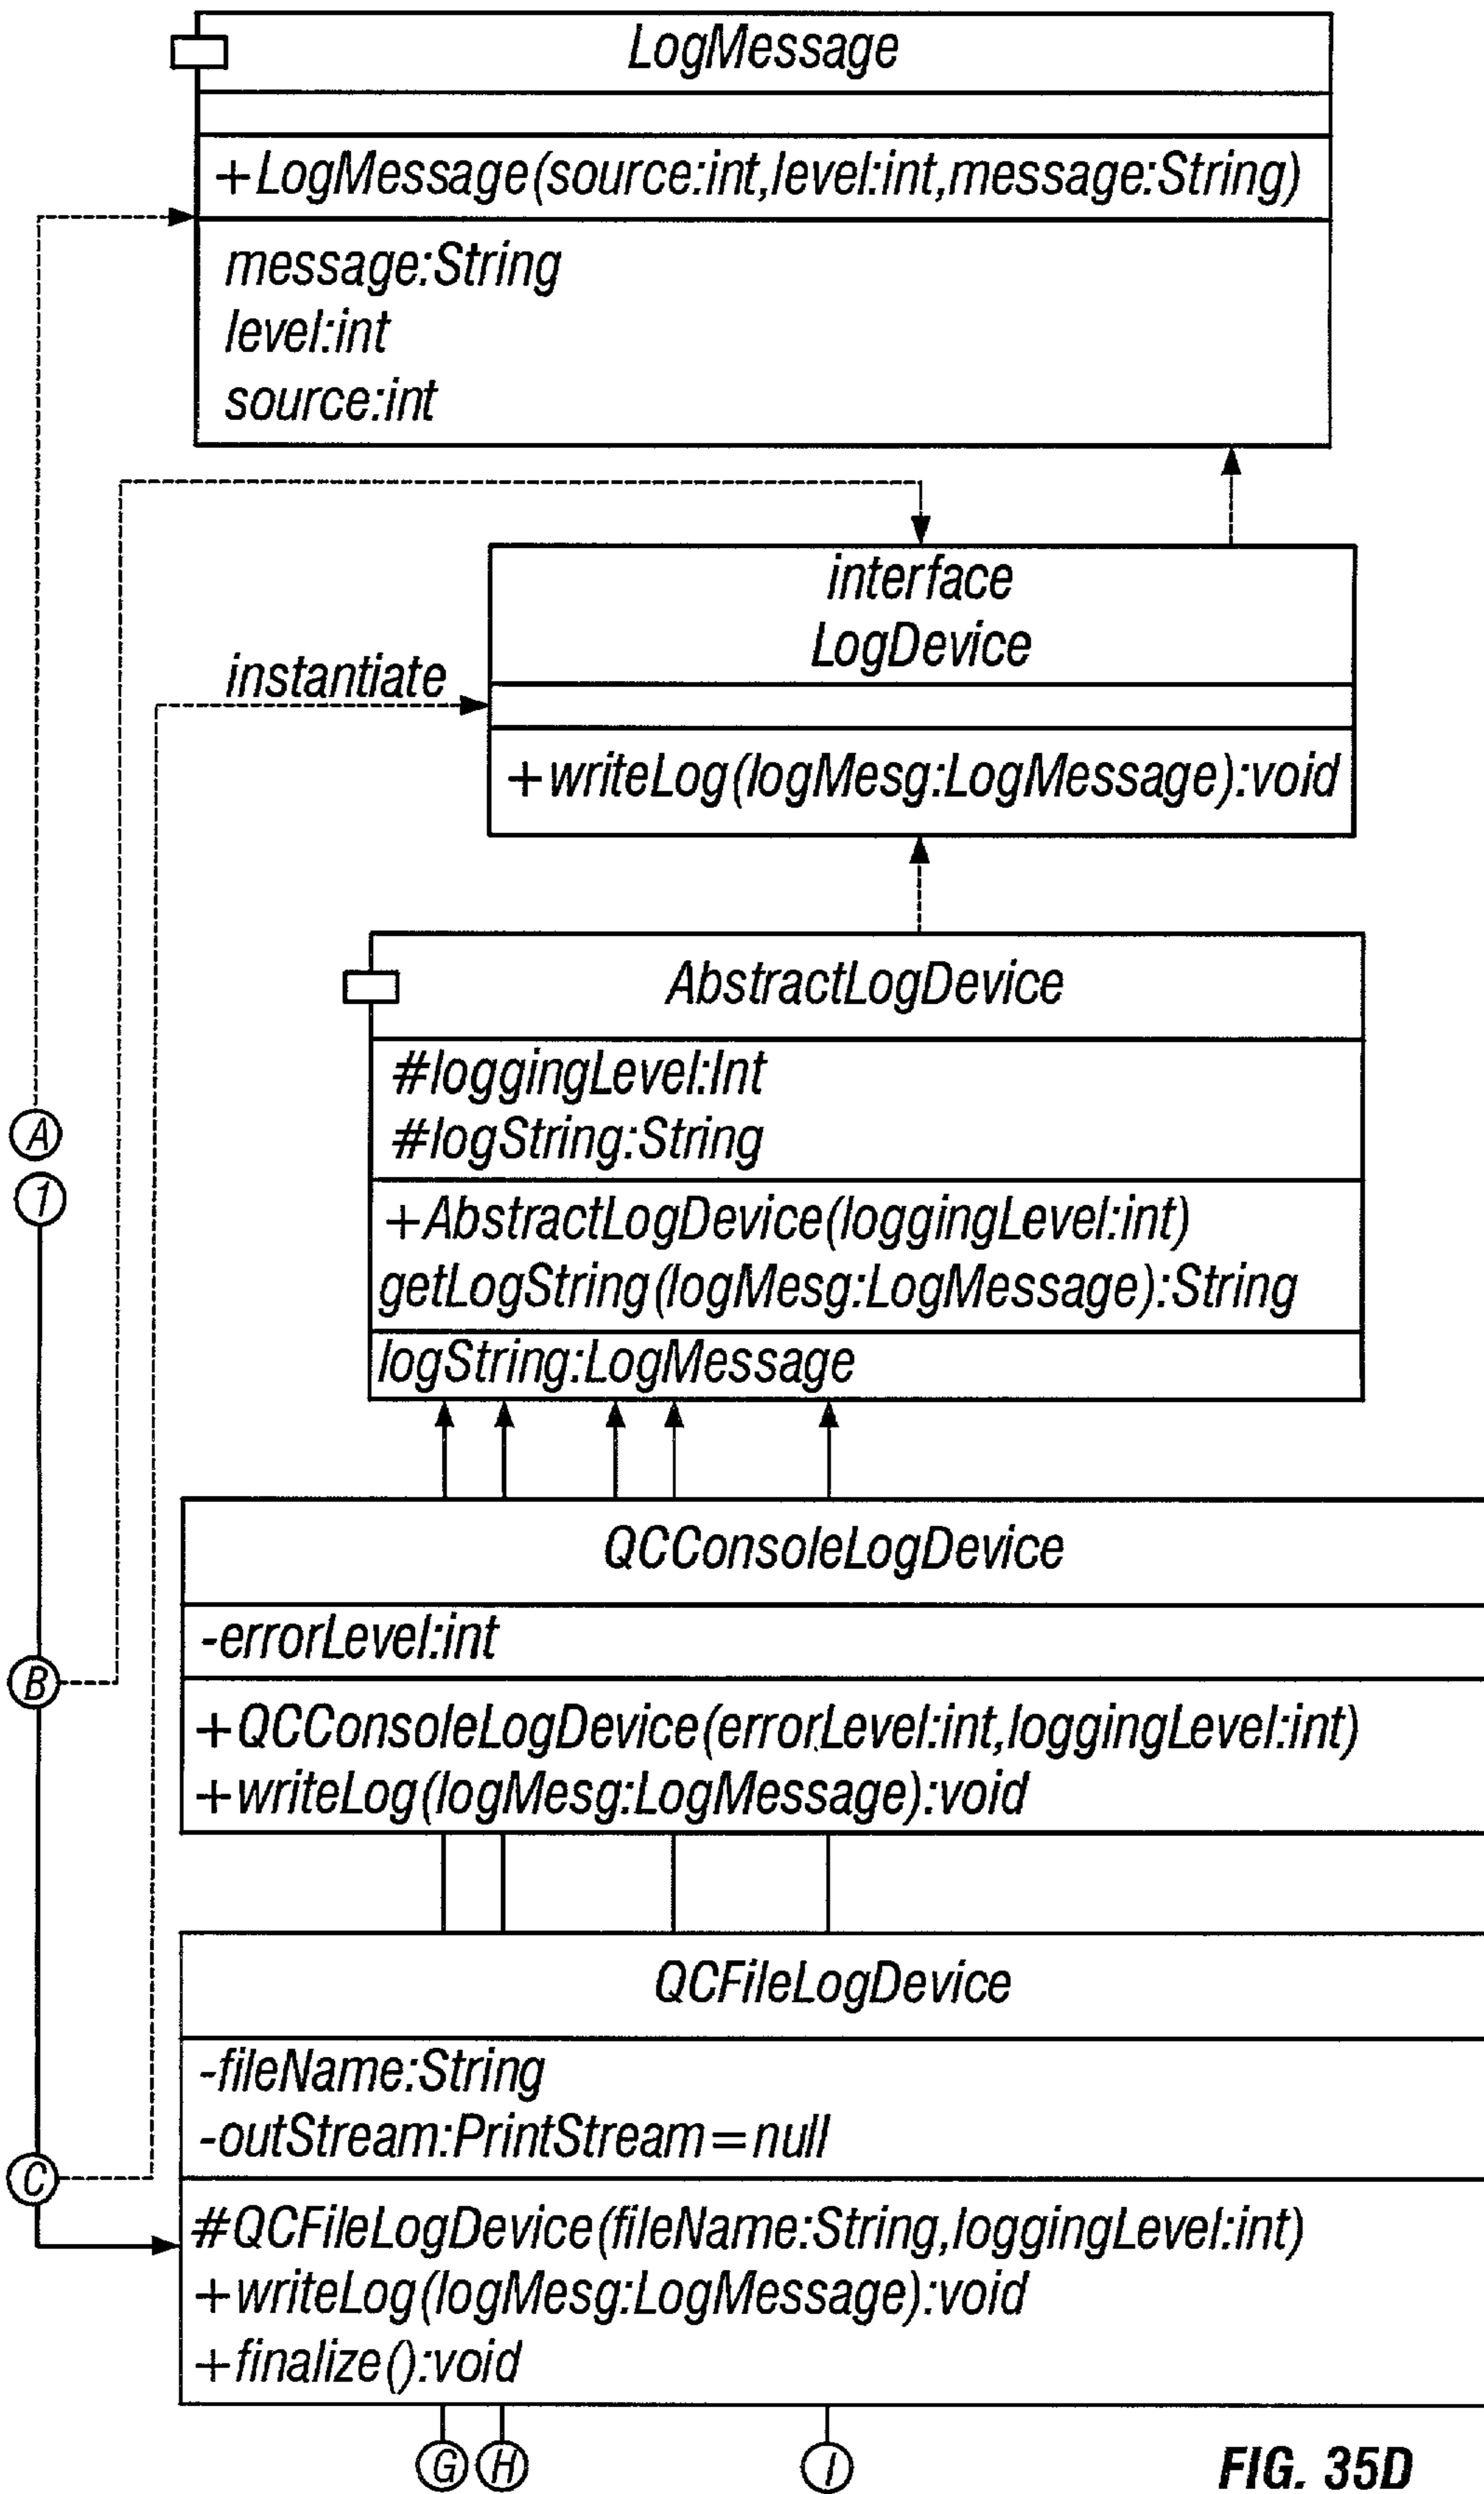 LogMessage
+LogMessage(source:int,level:int,message:String)
message:String
level:int
source:int
interface
LogDevice
instantiate
+writeLog(logMesg:LogMessage):void
AbstractLogDevice
#loggingLevel:Int
#logString:String
A
1
+AbstractLogDevice(loggingLevel:int)
getLogString(logMesg:LogMessage):String
logString:LogMessage
QCConsoleLogDevice
-errorLevel:int
B
+QCConsoleLogDevice(errorLevel:int,loggingLevel:int)
+writeLog(logMesg:LogMessage):void
QCFileLogDevice
-fileName:String
-outStream:PrintStream=null
C
#QCFileLogDevice(fileName:String,loggingLevel:int)
+writeLog(logMesg:LogMessage):void
+finalize():void
G H I
FIG. 35D